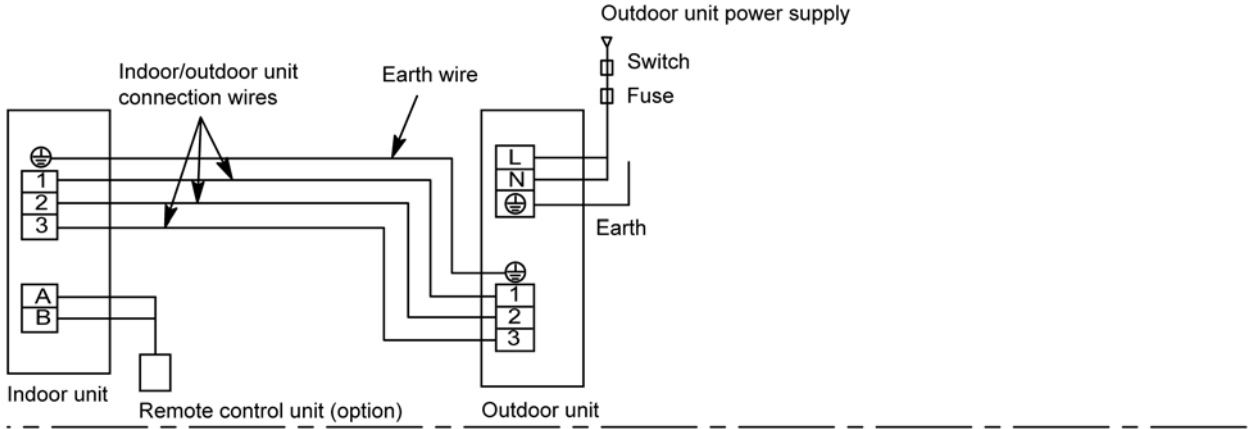 Outdoor unit power supply
Switch
Fuse
Indoor/outdoor unit
connection wires
Earth wire
1
2
3
A
B
L
N
Earth
1
2
3
Indoor unit
Remote control unit (option)
Outdoor unit